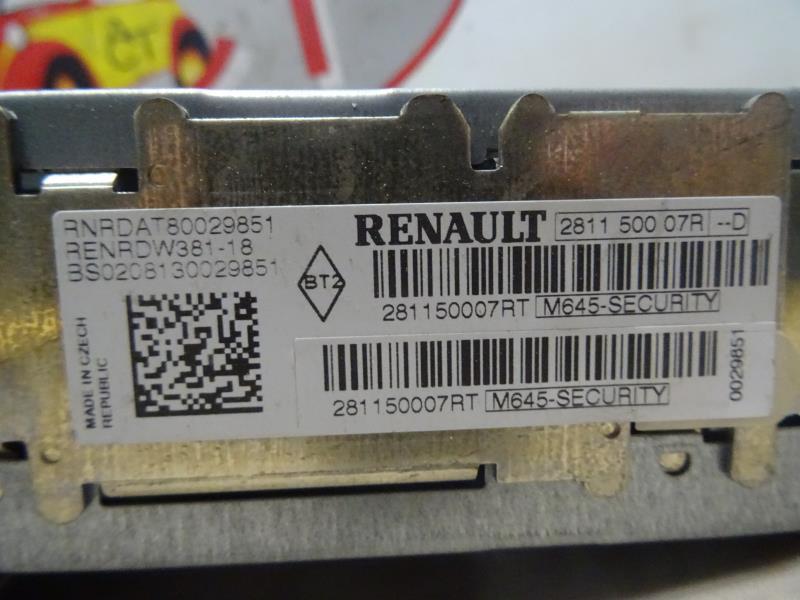 CT
RNRDAT80029851
RENRDW381-18
BS0208130029851
RENAULT 2811 500 07R --D
BT2
281150007RT M645-SECURITY
281150007RT M645-SECURITY
MADE IN CZECH
REPUBLIC
0029851